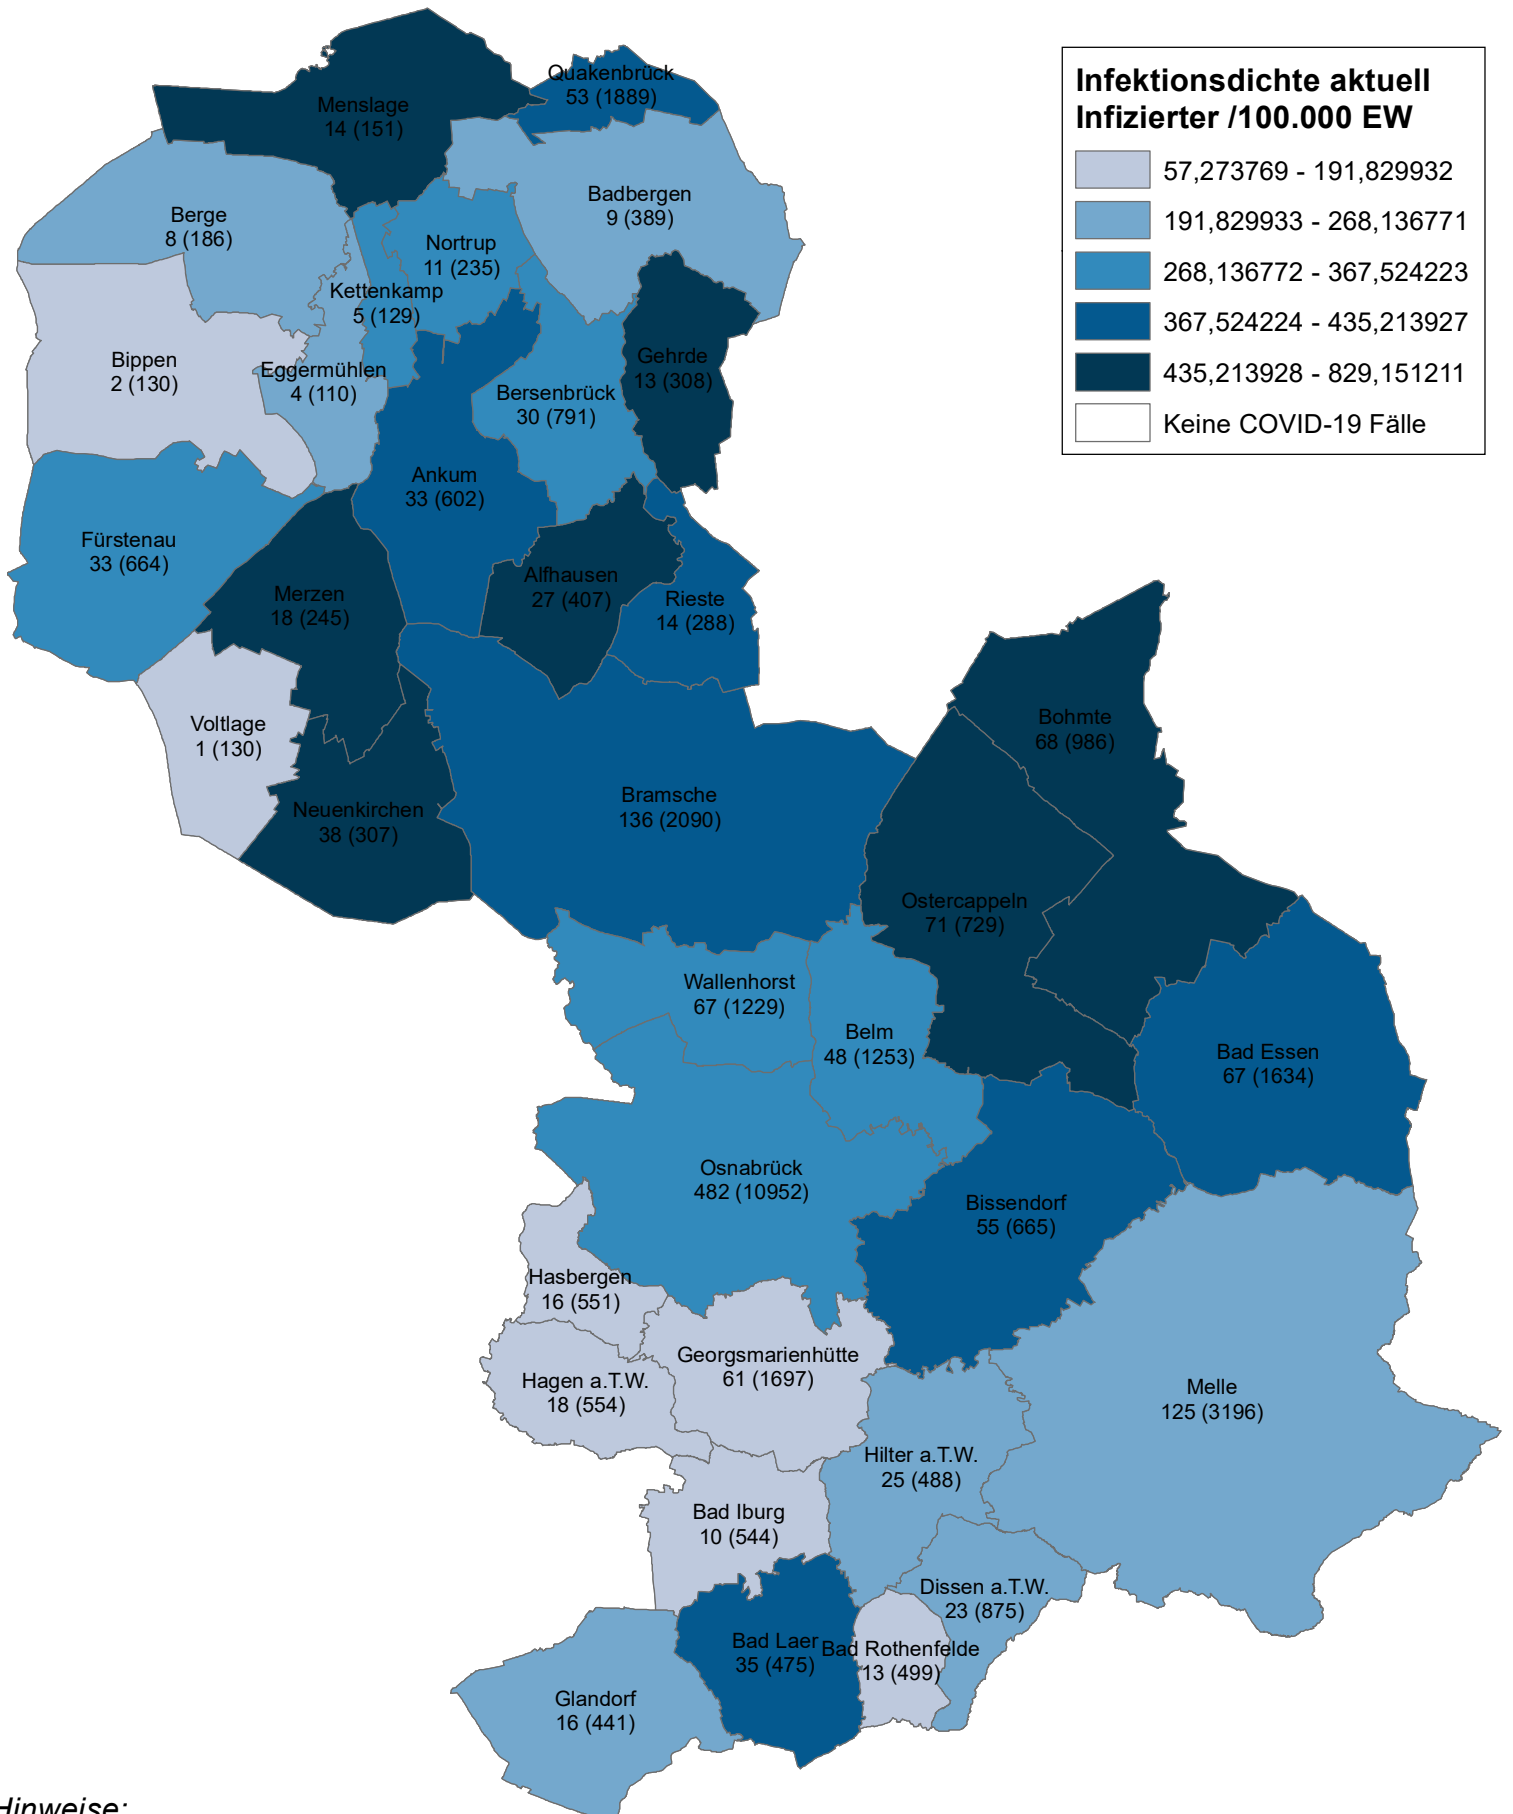 Infektionsdichte aktuell
Infizierter /100.000 EW
57,273769 - 191,829932
191,829933 - 268,136771
268,136772 - 367,524223
367,524224 - 435,213927
435,213928 - 829,151211
Keine COVID-19 Fälle
Quakenbrück
53 (1889)
Menslage
14 (151)
Badbergen
9 (389)
Berge
8 (186)
Nortrup
11 (235)
Kettenkamp
5 (129)
Bippen
2 (130)
Eggermühlen
4 (110)
Gehrde
13 (308)
Bersenbrück
30 (791)
Ankum
33 (602)
Fürstenau
33 (664)
Alfhausen
27 (407)
Merzen
18 (245)
Rieste
14 (288)
Voltlage
1 (130)
Bohmte
68 (986)
Neuenkirchen
38 (307)
Bramsche
136 (2090)
Ostercappeln
71 (729)
Wallenhorst
67 (1229)
Belm
48 (1253)
Bad Essen
67 (1634)
Osnabrück
482 (10952)
Bissendorf
55 (665)
Hasbergen
16 (551)
Georgsmarienhütte
61 (1697)
Hagen a.T.W.
18 (554)
Melle
125 (3196)
Hilter a.T.W.
25 (488)
Bad Iburg
10 (544)
Dissen a.T.W.
23 (875)
Bad Laer
35 (475)
Bad Rothenfelde
13 (499)
Glandorf
16 (441)
Hinweise: